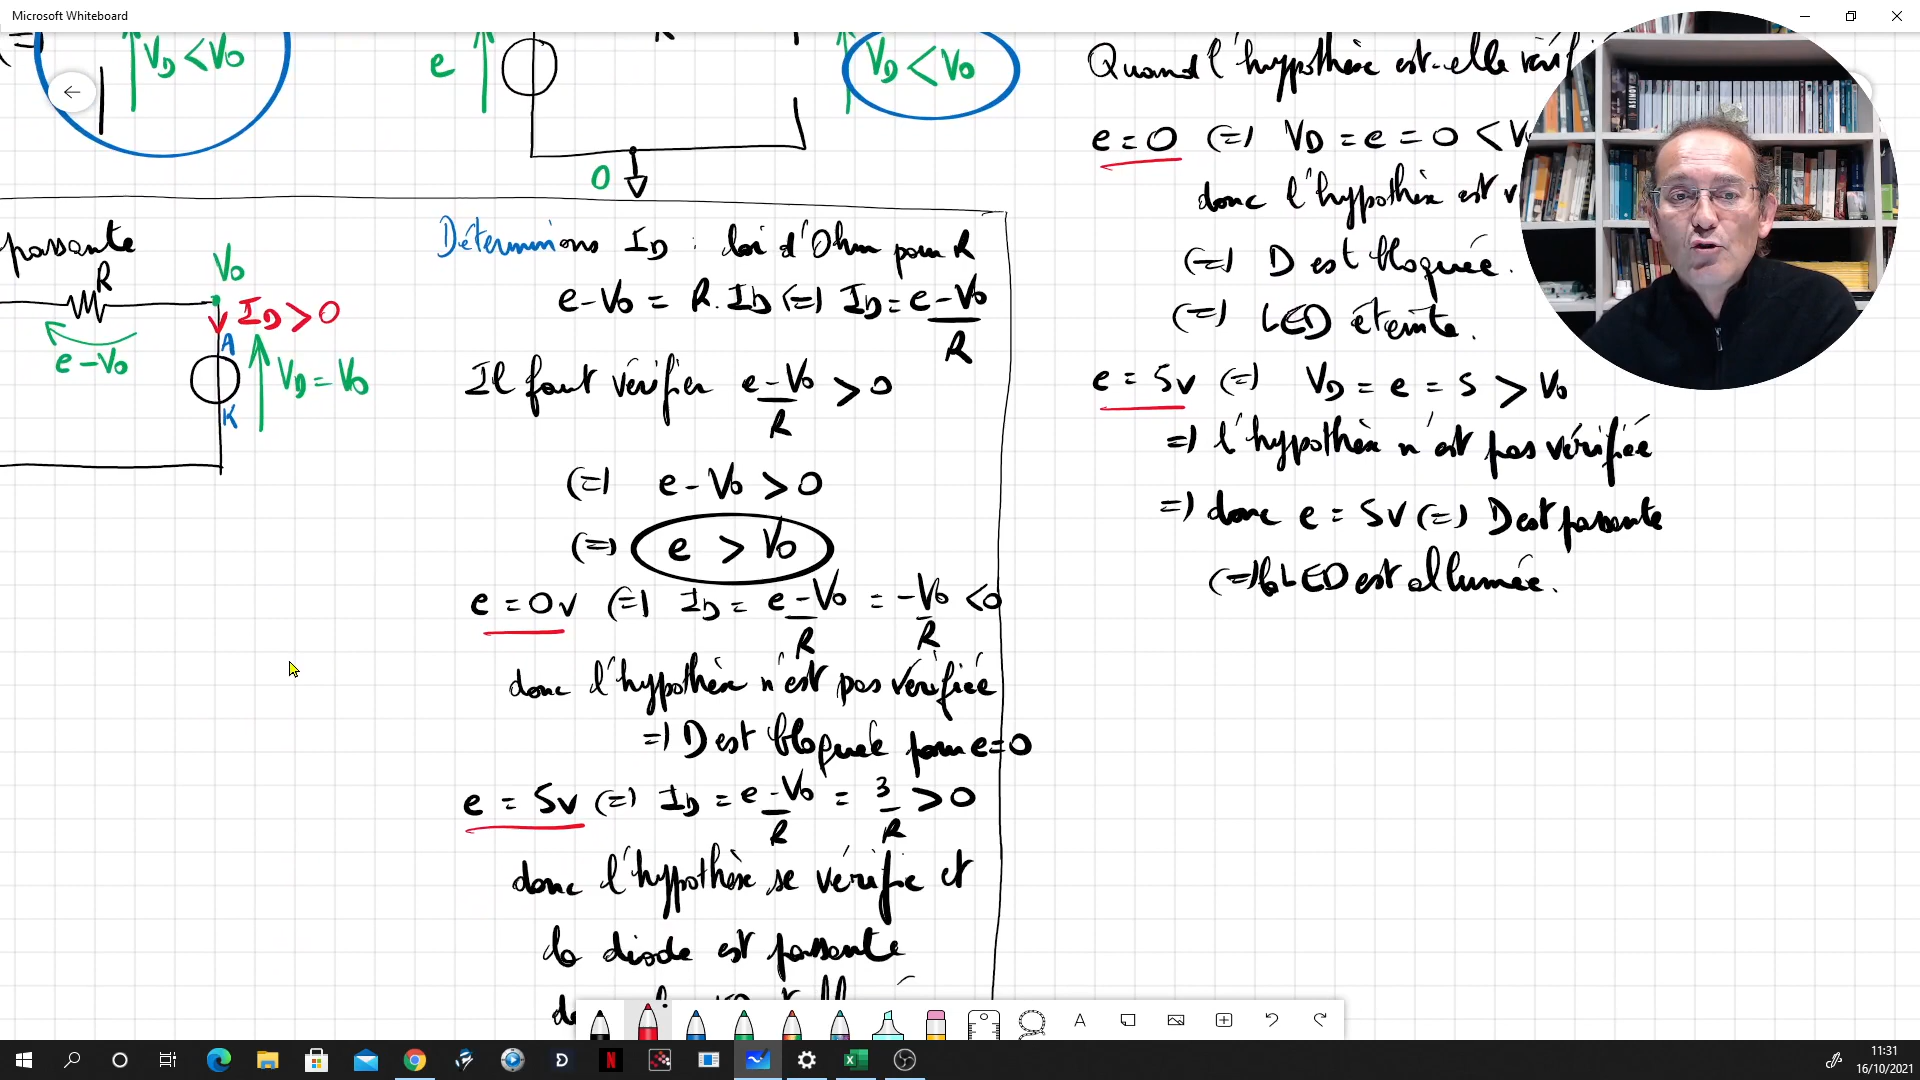 Microsoft Whiteboard
VD < V0
e
VD < V0
0
passante
R
V0
ID > 0
e - V0
A
VD = V0
K
Déterminons ID : loi d'Ohm pour R
e - V0 = R . ID (=) ID = e - V0
R
Il faut vérifier e - V0 > 0
R
(=) e - V0 > 0
(=) e > V0
e = 0v (=) ID = e - V0 = - V0 < 0
R R
donc l'hypothèse n'est pas vérifiée
=) D est bloquée pour e = 0
e = 5v (=) ID = e - V0 = 3 > 0
R R
donc l'hypothèse se vérifie et
la diode est passante
Quand l'hypothèse est-elle vérif
e = 0 (=) VD = e = 0 < V
donc l'hypothèse est v
(=) D est bloquée.
(=) LED éteinte.
e = 5v (=) VD = e = 5 > V0
=) l'hypothèse n'est pas vérifiée
=) donc e = 5V (=) D est passante
(=) la LED est allumée.
A
11:31
16/10/2021